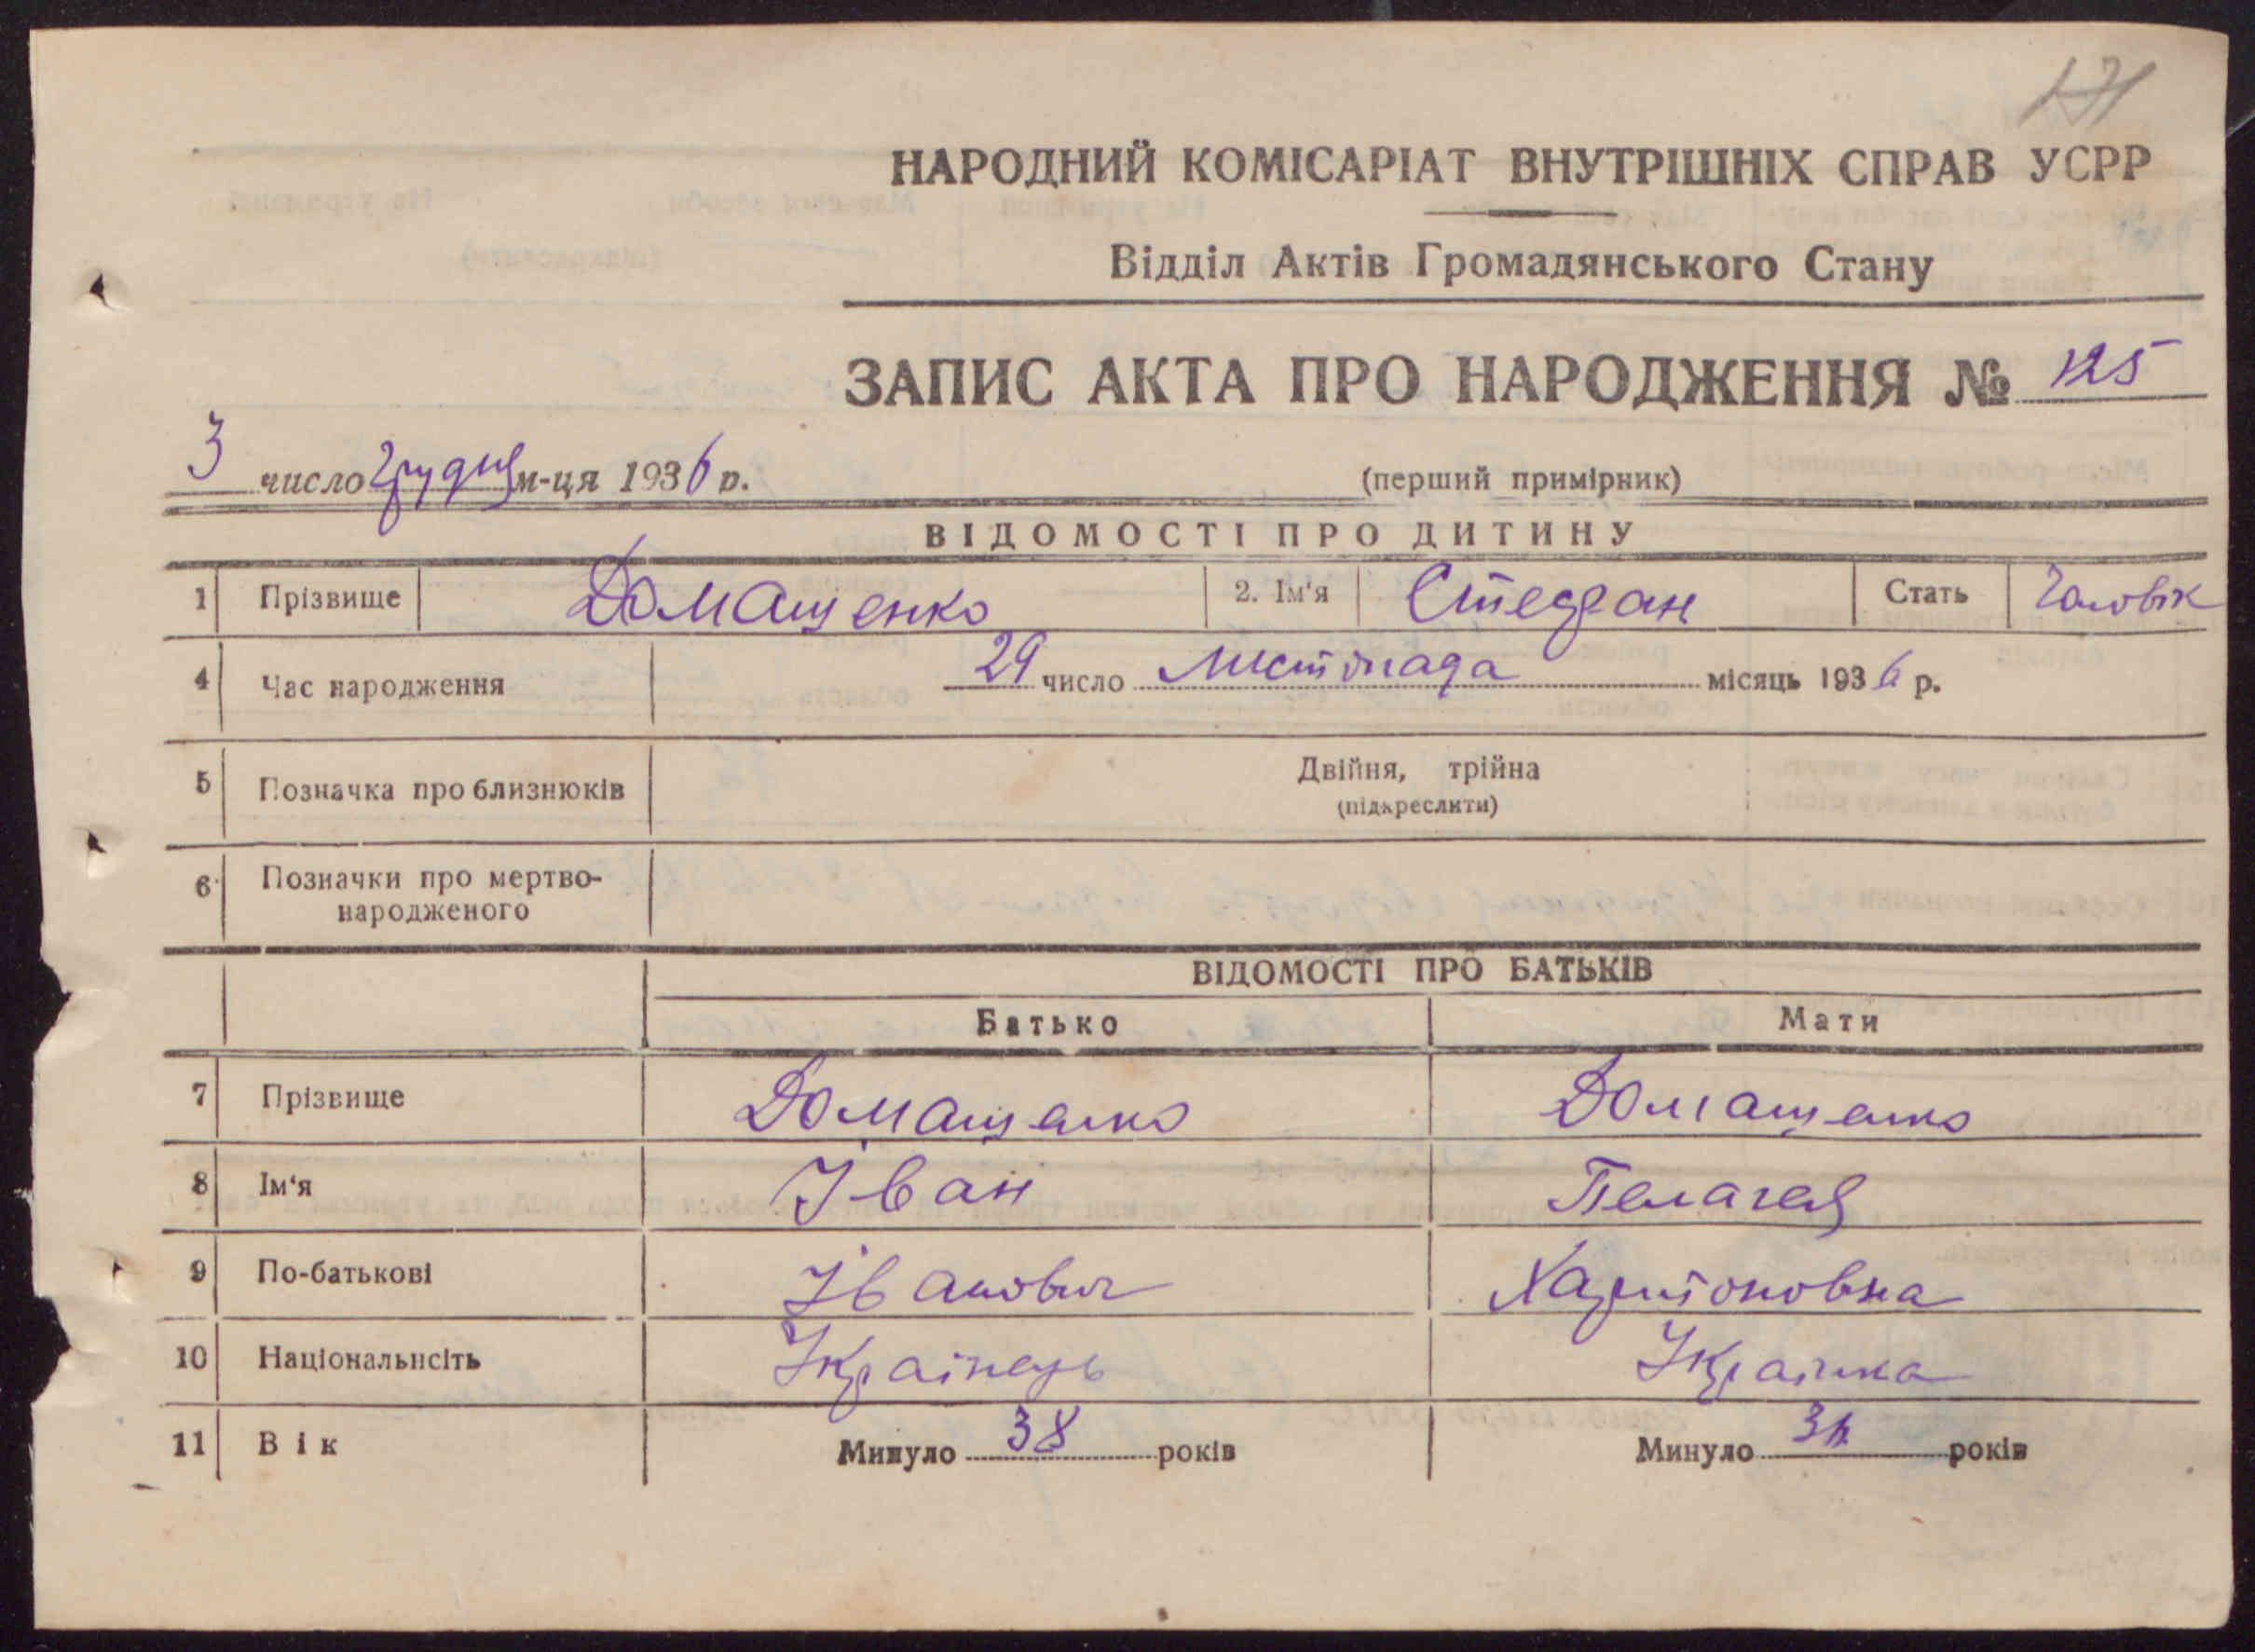 171
НАРОДНИЙ КОМІСАРІАТ ВНУТРІШНІХ СПРАВ УСРР
Відділ Актів Громадянського Стану
ЗАПИС АКТА ПРО НАРОДЖЕННЯ № 125
3 число грудня м-ця 1936 р. (перший примірник)
ВІДОМОСТІ ПРО ДИТИНУ
1 Прізвище Домащенко 2. Ім'я Стефан Стать Чоловік
4 Час народження 29 число листопада місяць 1936 р.
5 Позначка про близнюків Двійня, трійна
(підкреслити)
6 Позначки про мертво-
народженого
ВІДОМОСТІ ПРО БАТЬКІВ
Батько Мати
7 Прізвище Домащенко Домащенко
8 Ім'я Іван Пелагея
9 По-батькові Іванович Харитоновна
10 Національнсіть Українець Українка
11 Вік Минуло 38 років Минуло років